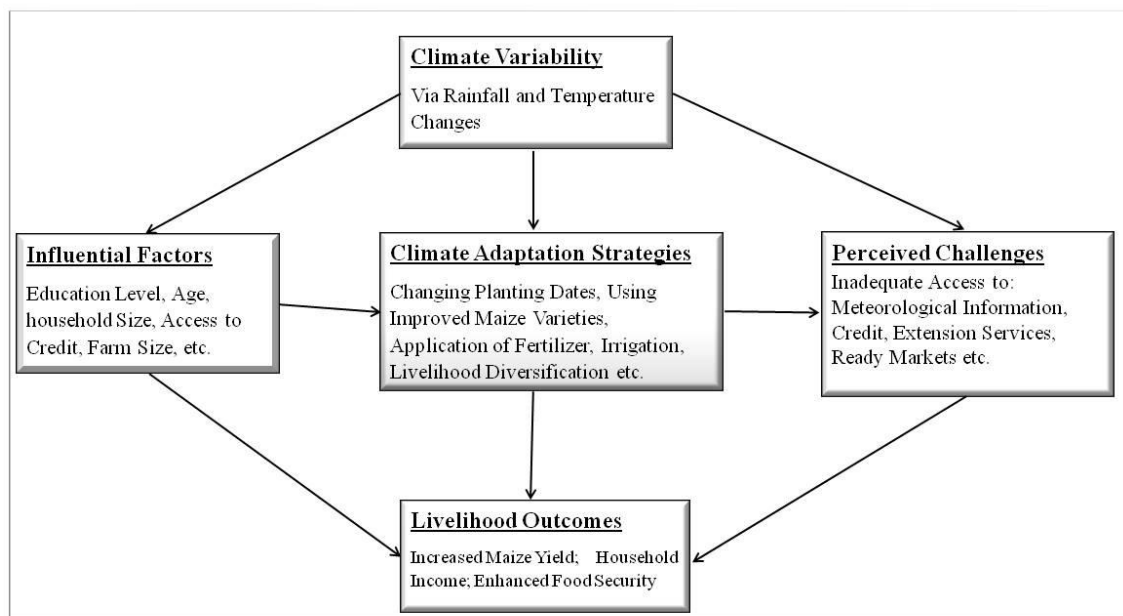 Climate Variability
Via Rainfall and Temperature
Changes
Influential Factors
Education Level, Age,
household Size, Access to
Credit, Farm Size, etc.
Climate Adaptation Strategies
Changing Planting Dates, Using
Improved Maize Varieties,
Application of Fertilizer, Irrigation,
Livelihood Diversification etc.
Perceived Challenges
Inadequate Access to:
Meteorological Information,
Credit, Extension Services,
Ready Markets etc.
Livelihood Outcomes
Increased Maize Yield; Household
Income; Enhanced Food Security